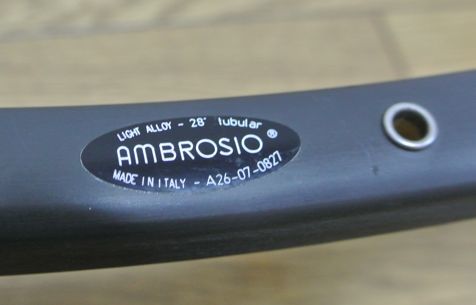 LIGHT ALLOY - 28" tubular
AMBROSIO®
MADE IN ITALY - A26-07-0827